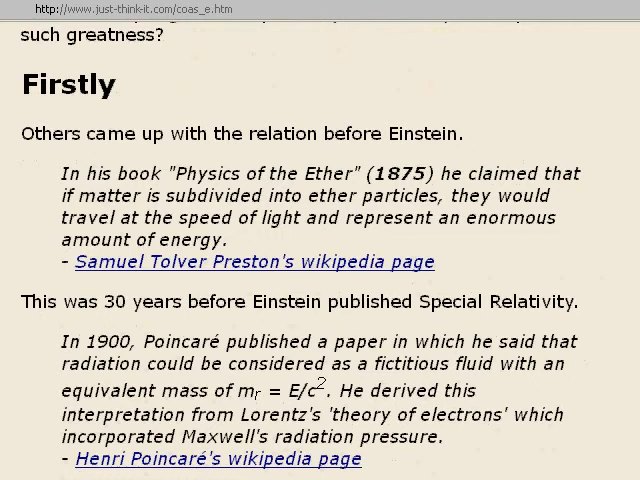 http://www.just-think-it.com/coas_e.htm
such greatness?
Firstly
Others came up with the relation before Einstein.
In his book "Physics of the Ether" (1875) he claimed that
if matter is subdivided into ether particles, they would
travel at the speed of light and represent an enormous
amount of energy.
- Samuel Tolver Preston's wikipedia page
This was 30 years before Einstein published Special Relativity.
In 1900, Poincaré published a paper in which he said that
radiation could be considered as a fictitious fluid with an
equivalent mass of mᵣ = E/c². He derived this
interpretation from Lorentz's 'theory of electrons' which
incorporated Maxwell's radiation pressure.
- Henri Poincaré's wikipedia page